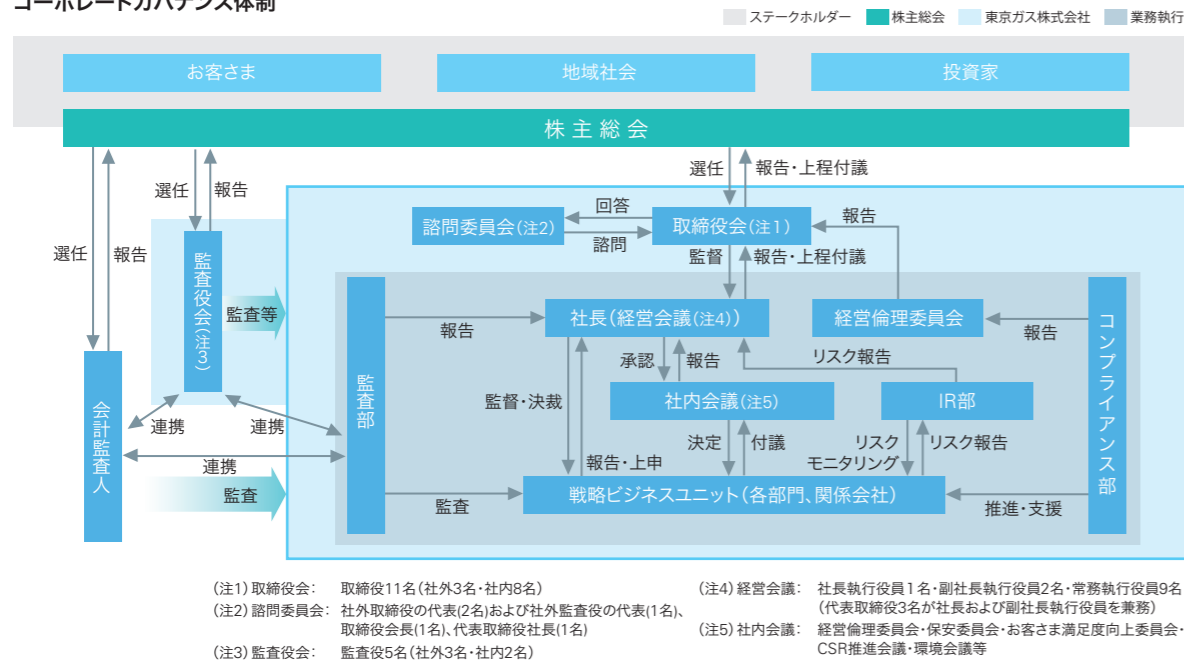 コーポレートガバナンス体制
ステークホルダー 株主総会 東京ガス株式会社 業務執行
お客さま 地域社会 投資家
株主総会
選任 報告・上程付議
選任 報告
回答
報告
諮問委員会(注2) 取締役会(注1)
諮問
選任 報告
監督 報告・上程付議
監査役会(注3)
監査等
社長(経営会議(注4)) 経営倫理委員会
報告
報告
コンプライアンス部
承認 報告
リスク報告
監査部
監督・決裁
社内会議(注5) IR部
会計監査人
連携 連携
決定 付議
リスク
モニタリング
リスク報告
連携
報告・上申
監査
戦略ビジネスユニット(各部門、関係会社)
監査
推進・支援
(注1)取締役会: 取締役11名(社外3名・社内8名)
(注2)諮問委員会: 社外取締役の代表(2名)および社外監査役の代表(1名)、
取締役会長(1名)、代表取締役社長(1名)
(注3)監査役会: 監査役5名(社外3名・社内2名)
(注4)経営会議: 社長執行役員1名・副社長執行役員2名・常務執行役員9名
(代表取締役3名が社長および副社長執行役員を兼務)
(注5)社内会議: 経営倫理委員会・保安委員会・お客さま満足度向上委員会・
CSR推進会議・環境会議等